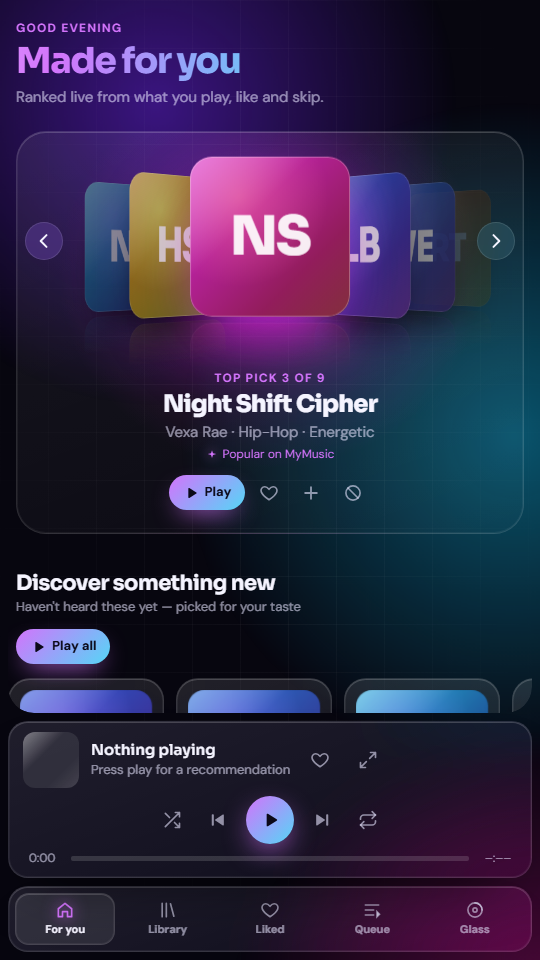 GOOD EVENING
Made for you
Ranked live from what you play, like and skip.
NS
TOP PICK 3 OF 9
Night Shift Cipher
Vexa Rae · Hip-Hop · Energetic
Popular on MyMusic
Play
Discover something new
Haven't heard these yet — picked for your taste
Play all
Nothing playing
Press play for a recommendation
0:00 –:––
For you Library Liked Queue Glass